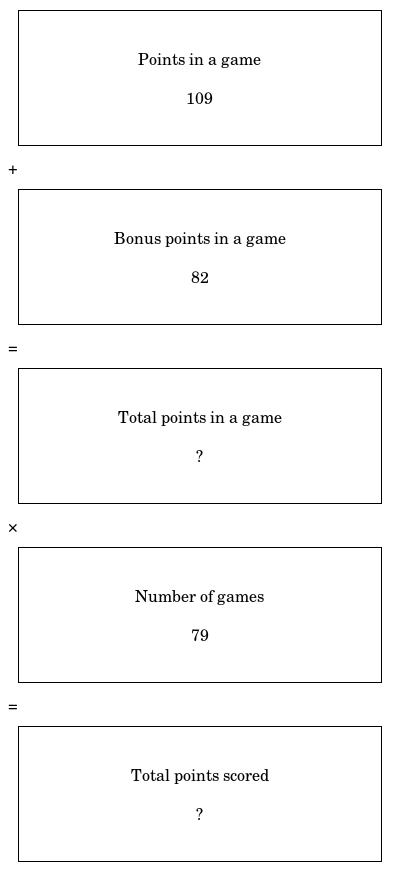 Points in a game
109
+
Bonus points in a game
82
=
Total points in a game
?
×
Number of games
79
=
Total points scored
?